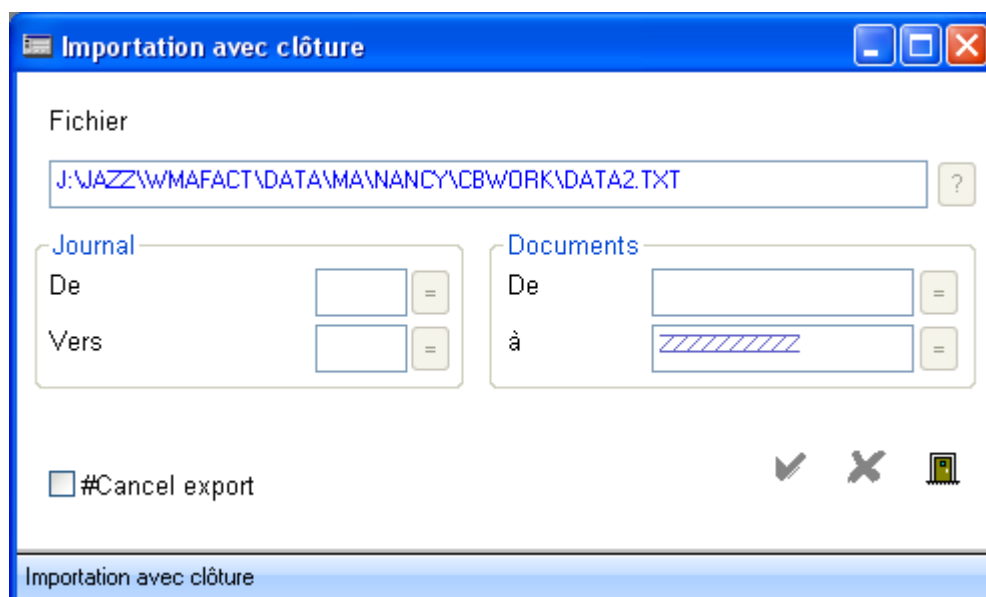 Importation avec clôture
Fichier
J:\JAZZ\WMAFACT\DATA\MA\NANCY\CBWORK\DATA2.TXT
?
Journal
De
=
Vers
=
Documents
De
=
à
ZZZZZZZZZZ
=
#Cancel export
Importation avec clôture